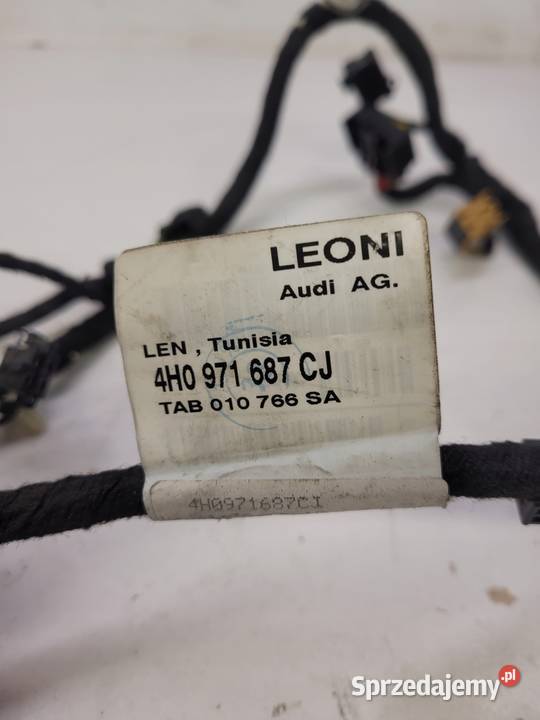 LEONI
Audi AG.
LEN , Tunisia
4H0 971 687 CJ
TAB 010 766 SA
4H0971687CJ
Sprzedajemy.pl